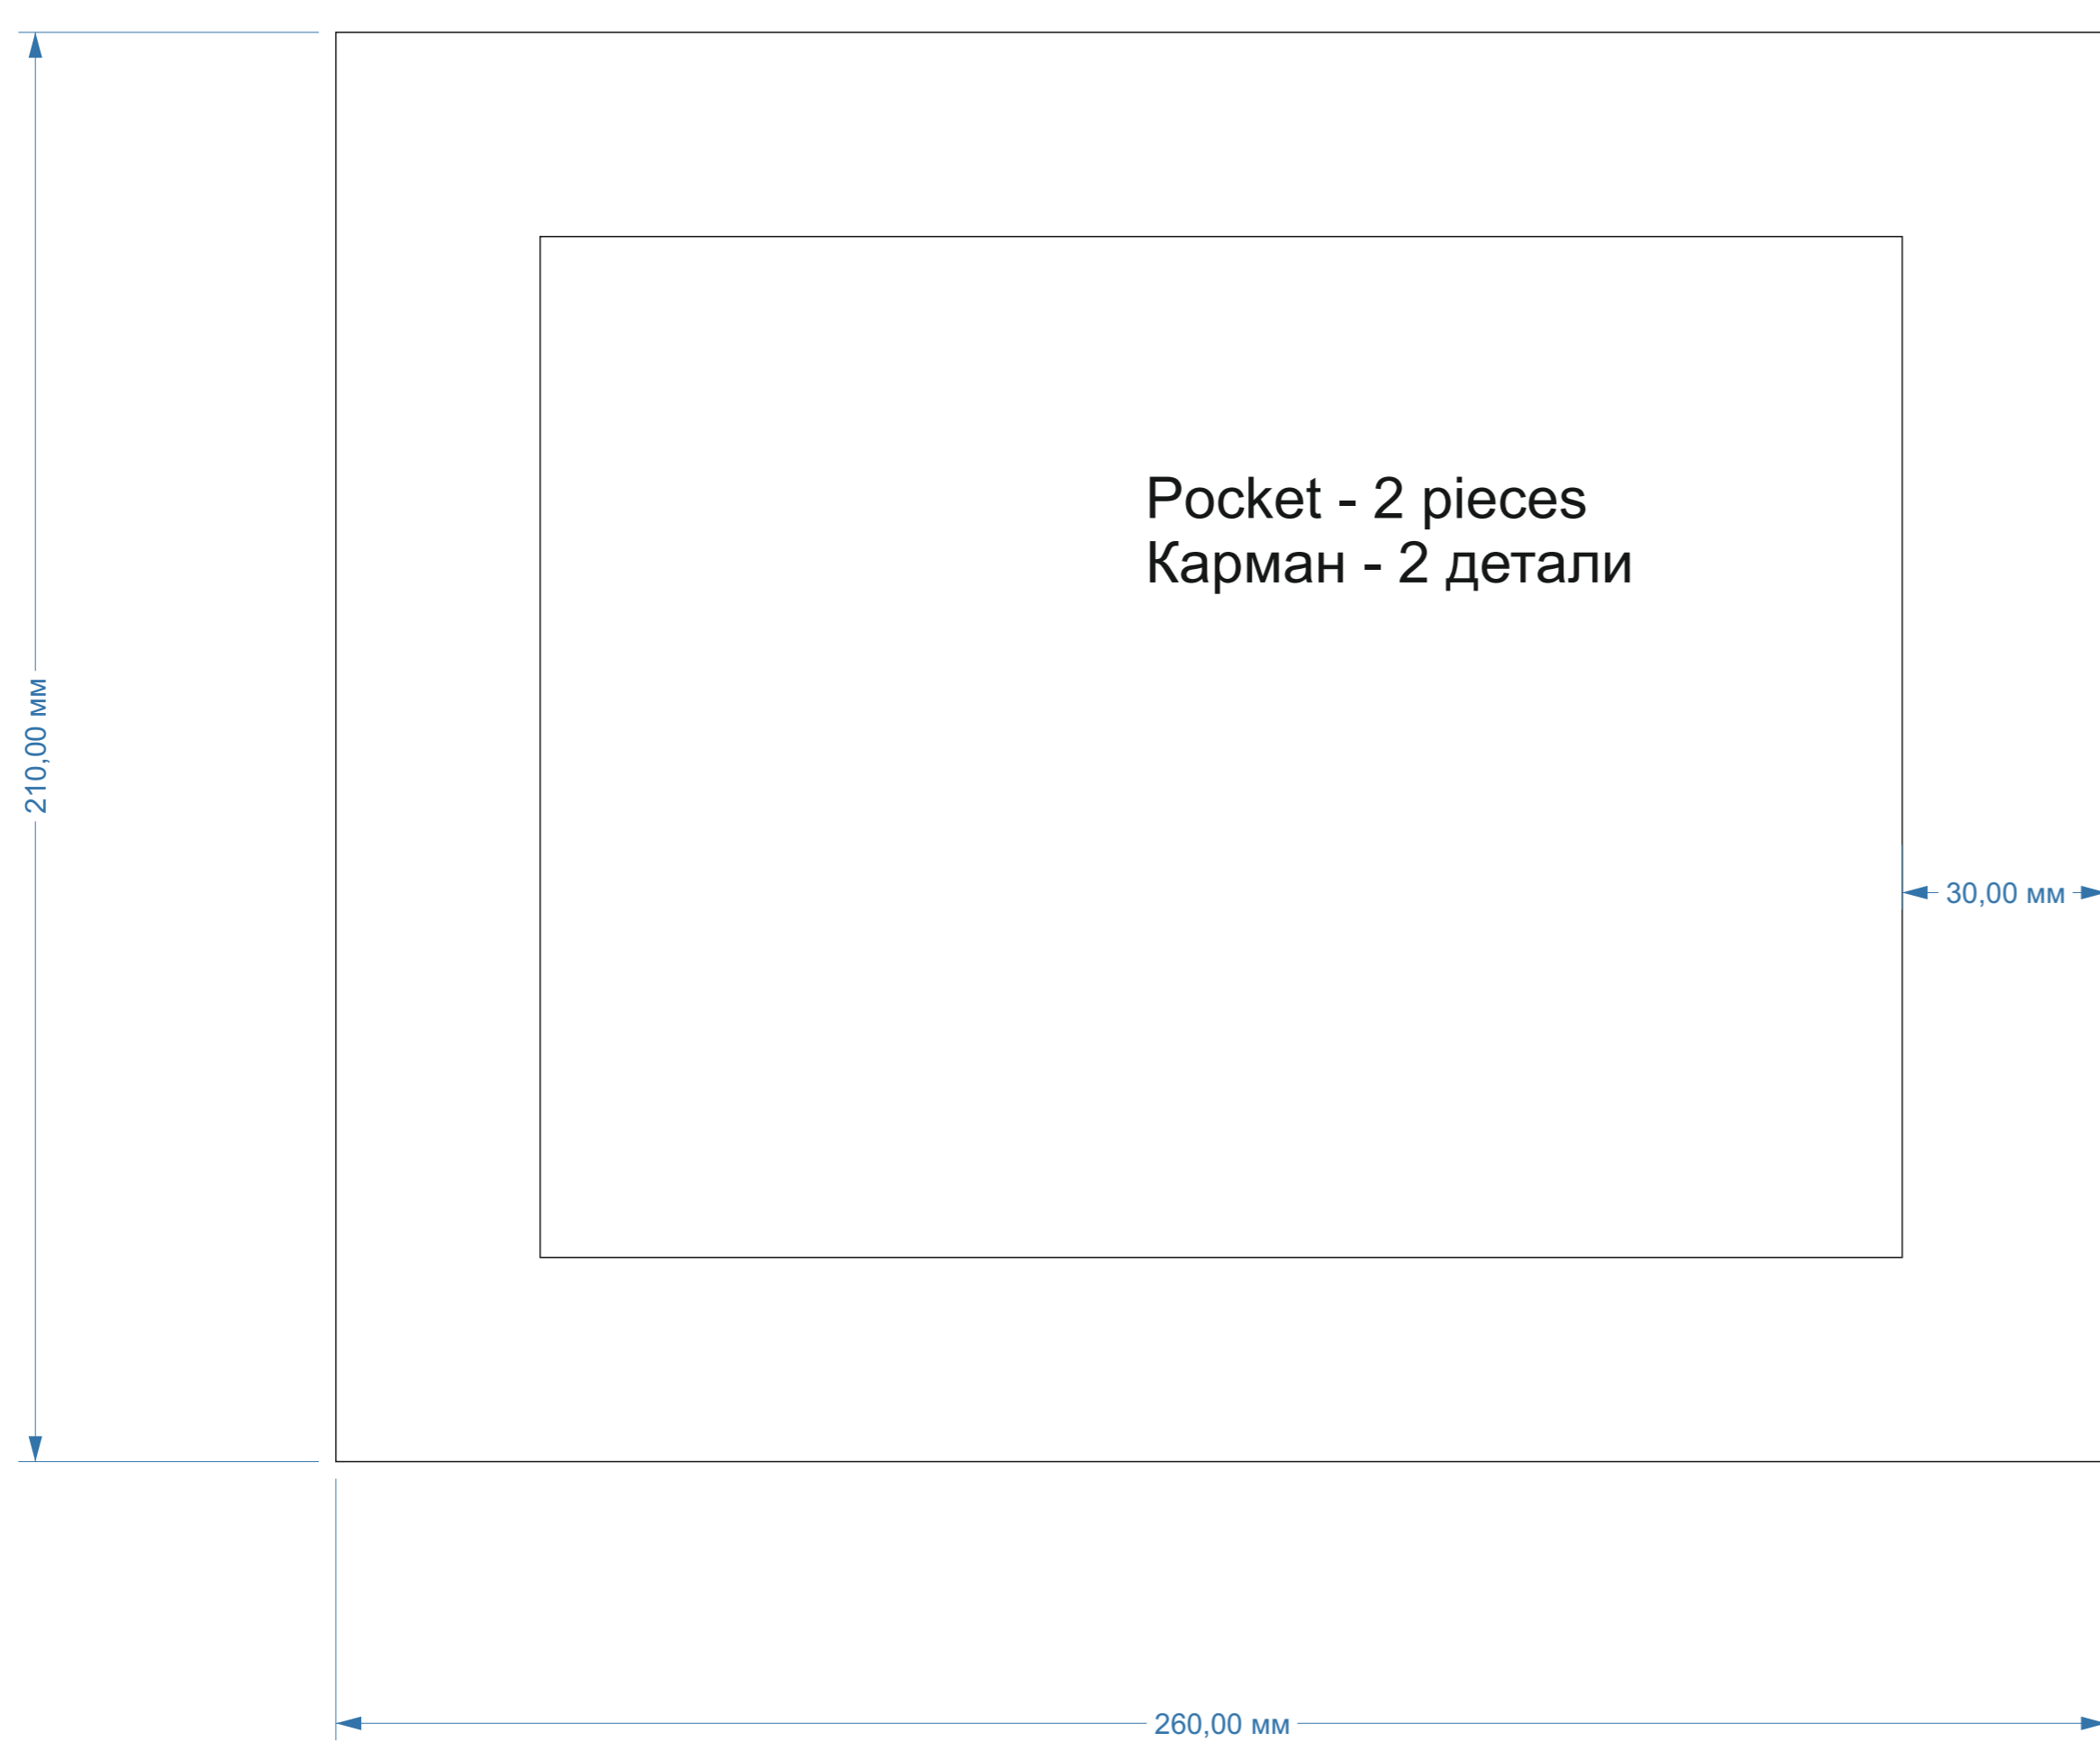 Pocket - 2 pieces
Карман - 2 детали
210,00 мм
30,00 мм
260,00 мм